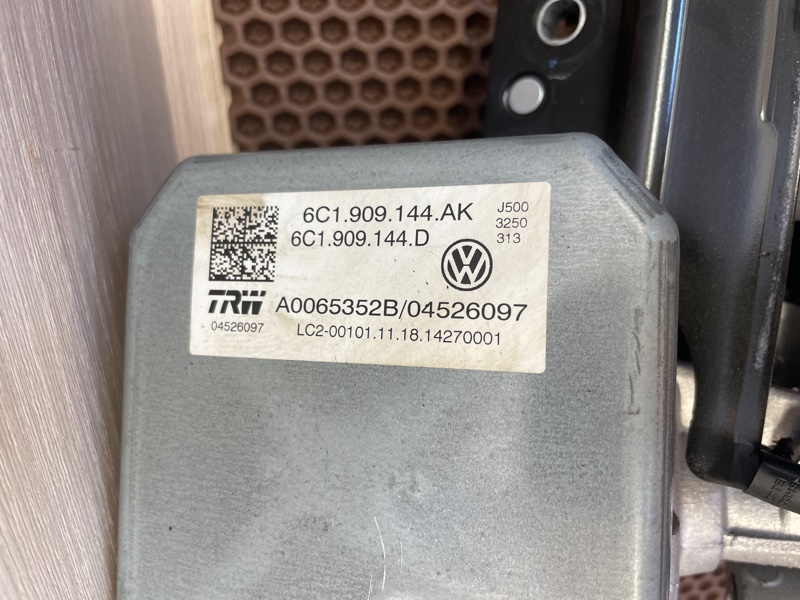 6C1.909.144.AK
6C1.909.144.D
J500
3250
313
TRW
A0065352B/04526097
04526097
LC2-00101.11.18.14270001